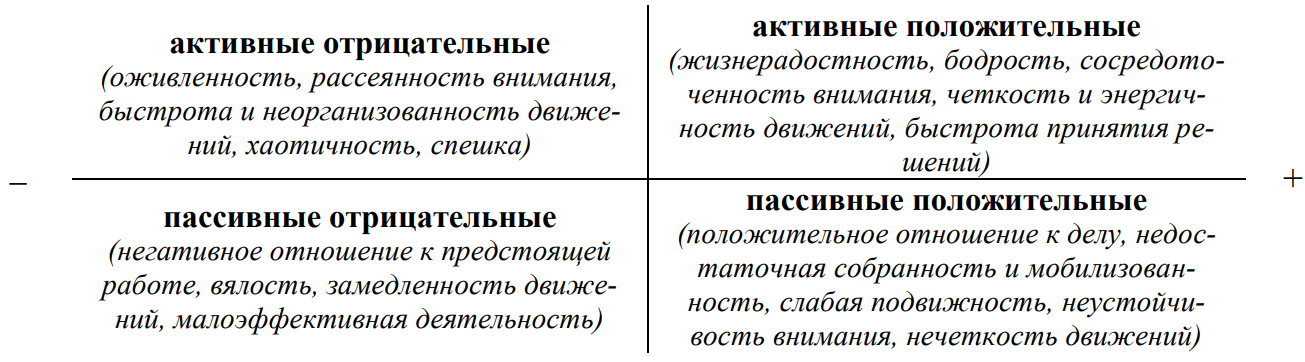 активные отрицательные
(оживленность, рассеянность внимания,
быстрота и неорганизованность движе-
ний, хаотичность, спешка)
активные положительные
(жизнерадостность, бодрость, сосредото-
ченность внимания, четкость и энергич-
ность движений, быстрота принятия ре-
шений)
–
+
пассивные отрицательные
(негативное отношение к предстоящей
работе, вялость, замедленность движе-
ний, малоэффективная деятельность)
пассивные положительные
(положительное отношение к делу, недос-
таточная собранность и мобилизован-
ность, слабая подвижность, неустойчи-
вость внимания, нечеткость движений)